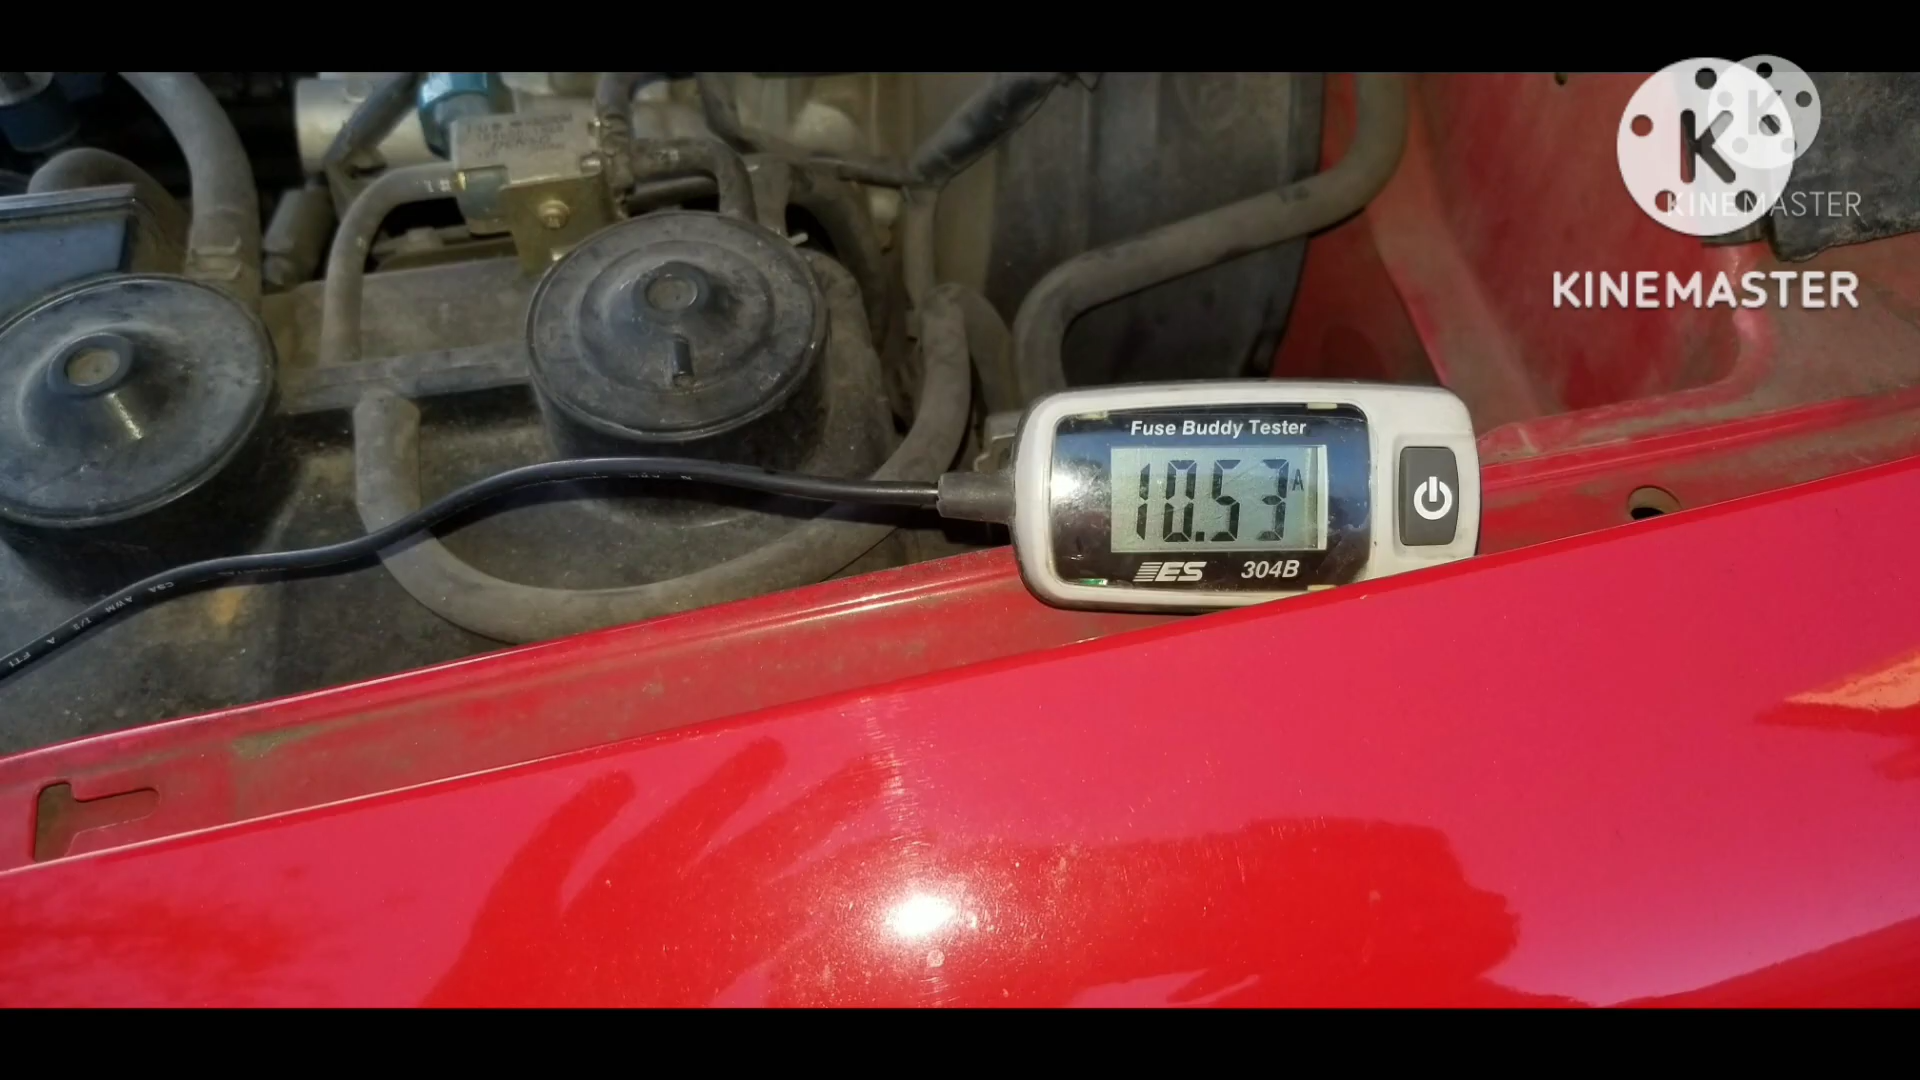 KINEMASTER
KINEMASTER
Fuse Buddy Tester
10.53 A
ES 304B